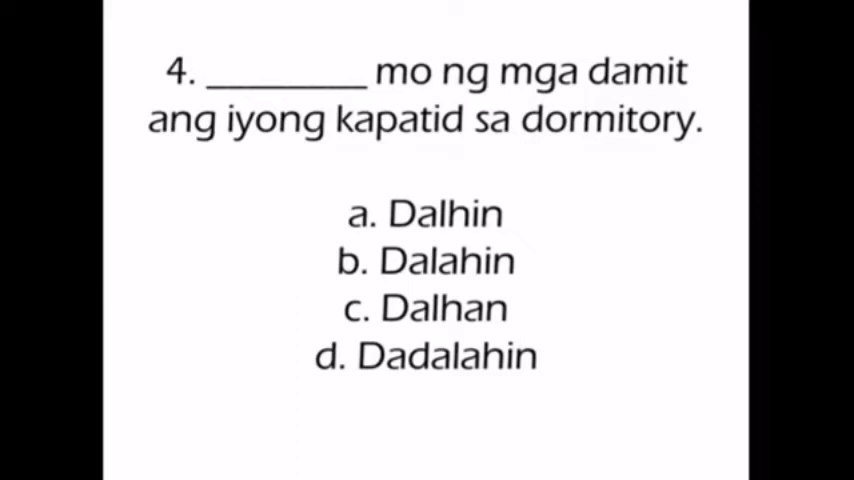 4. _________ mo ng mga damit
ang iyong kapatid sa dormitory.
a. Dalhin
b. Dalahin
c. Dalhan
d. Dadalahin